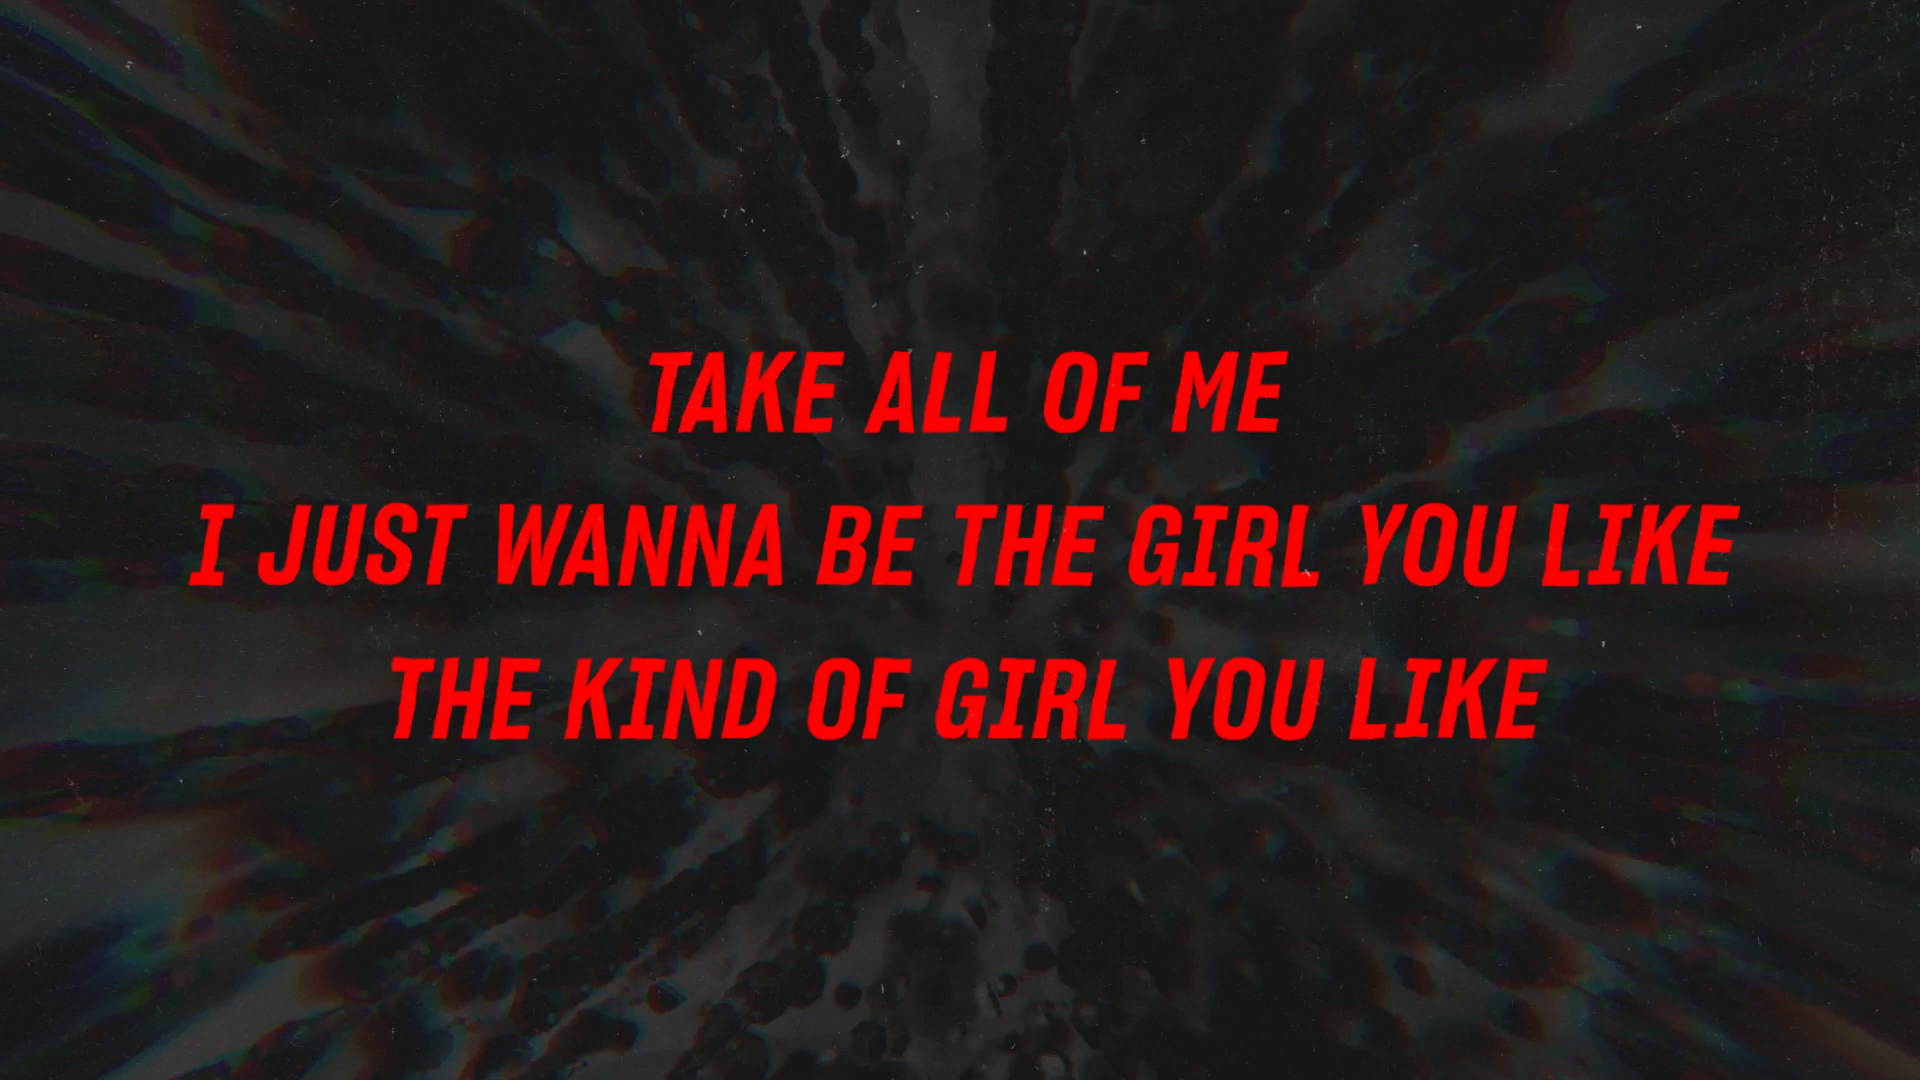 TAKE ALL OF ME
I JUST WANNA BE THE GIRL YOU LIKE
THE KIND OF GIRL YOU LIKE